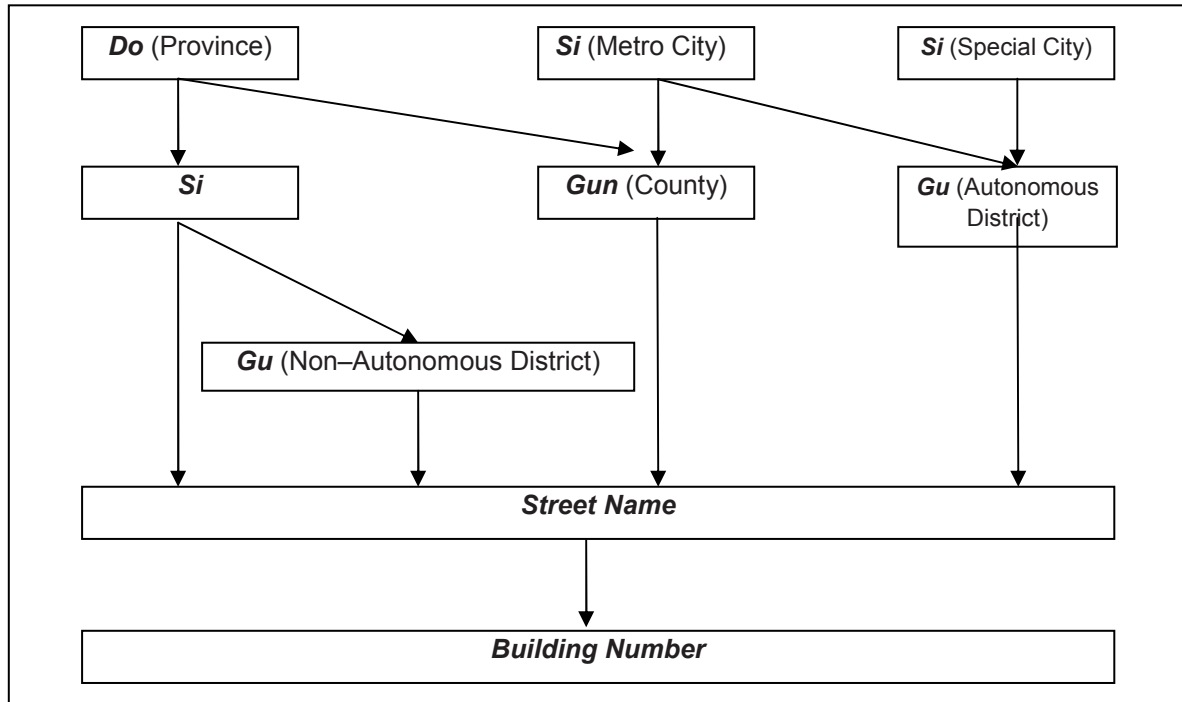 Do (Province)
Si (Metro City)
Si (Special City)
Si
Gun (County)
Gu (Autonomous
District)
Gu (Non–Autonomous District)
Street Name
Building Number